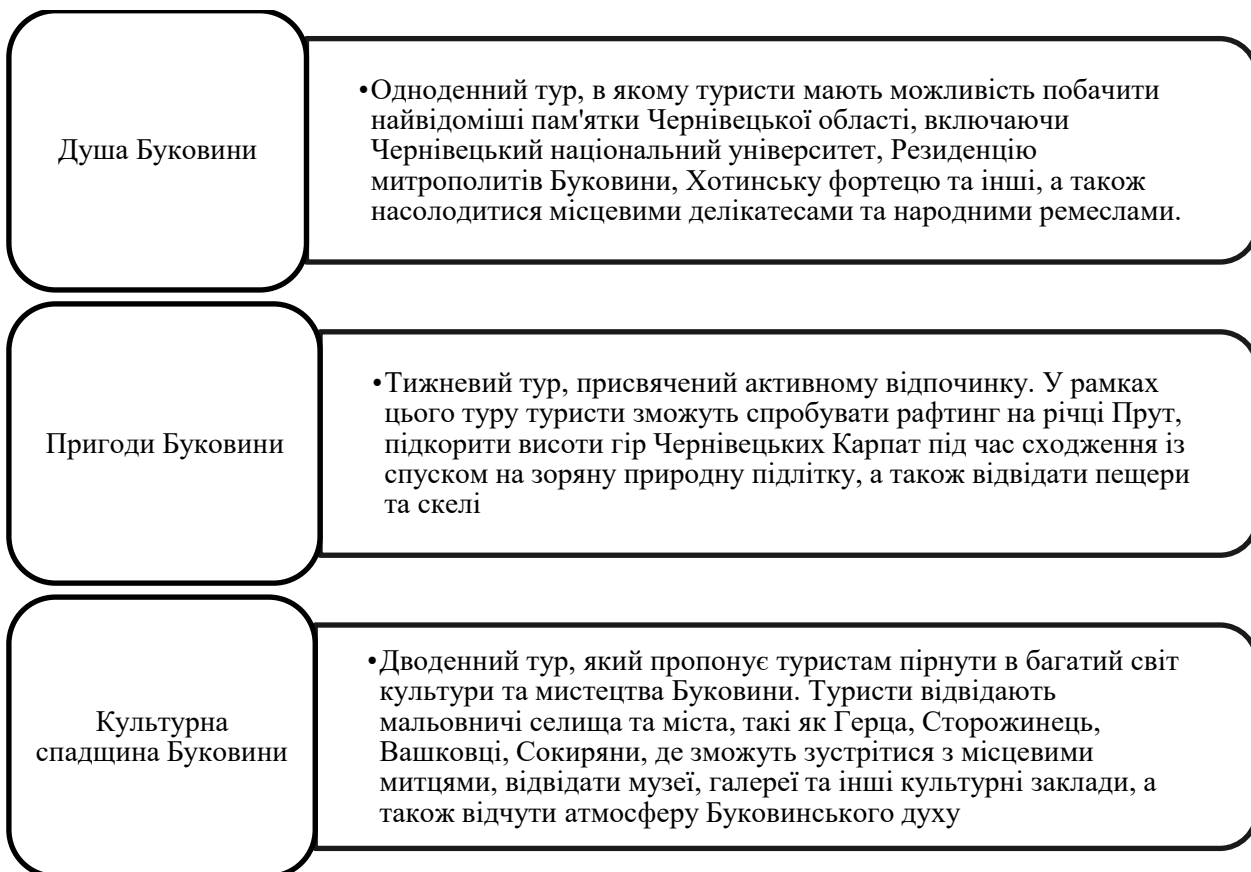 Душа Буковини
•Одноденний тур, в якому туристи мають можливість побачити
найвідоміші пам'ятки Чернівецької області, включаючи
Чернівецький національний університет, Резиденцію
митрополитів Буковини, Хотинську фортецю та інші, а також
насолодитися місцевими делікатесами та народними ремеслами.
Пригоди Буковини
•Тижневий тур, присвячений активному відпочинку. У рамках
цього туру туристи зможуть спробувати рафтинг на річці Прут,
підкорити висоти гір Чернівецьких Карпат під час сходження із
спуском на зоряну природну підлітку, а також відвідати пещери
та скелі
Культурна
спадщина Буковини
•Дводенний тур, який пропонує туристам пірнути в багатий світ
культури та мистецтва Буковини. Туристи відвідають
мальовничі селища та міста, такі як Герца, Сторожинець,
Вашковці, Сокиряни, де зможуть зустрітися з місцевими
митцями, відвідати музеї, галереї та інші культурні заклади, а
також відчути атмосферу Буковинського духу